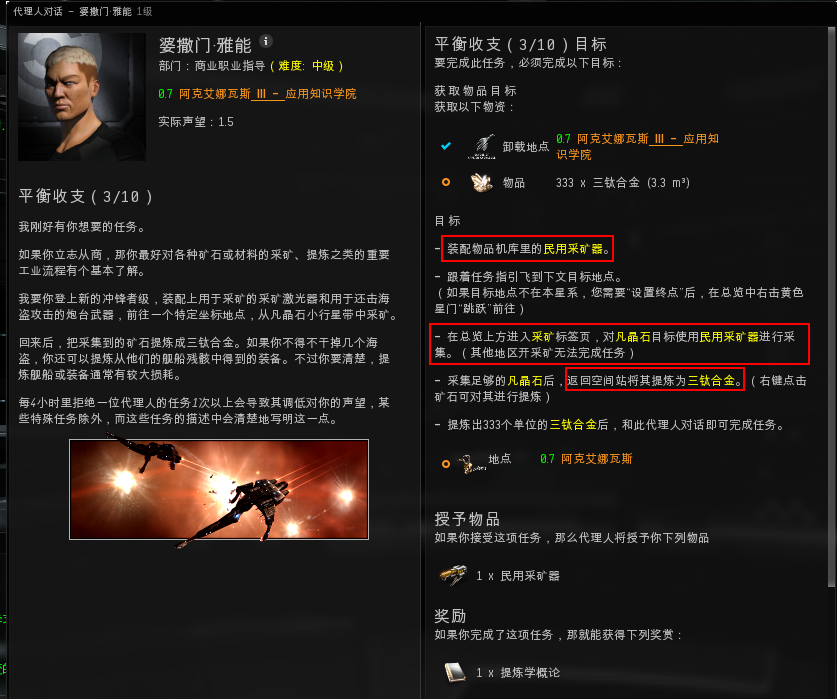 代理人对话 - 婆撒门·雅能 1级
婆撒门·雅能
部门：商业职业指导（难度: 中级）
0.7 阿克艾娜瓦斯 III - 应用知识学院
实际声望：1.5
平衡收支（3/10）
我刚好有你想要的任务。
如果你立志从商，那你最好对各种矿石或材料的采矿、提炼之类的重要
工业流程有个基本了解。
我要你登上新的冲锋者级，装配上用于采矿的采矿激光器和用于还击海
盗攻击的炮台武器，前往一个特定坐标地点，从凡晶石小行星带中采矿。
回来后，把采集到的矿石提炼成三钛合金。如果你不得不干掉几个海
盗，你还可以提炼从他们的舰船残骸中得到的装备。不过你要清楚，提
炼舰船或装备通常有较大损耗。
每4小时里拒绝一位代理人的任务1次以上会导致其调低对你的声望，某
些特殊任务除外，而这些任务的描述中会清楚地写明这一点。
平衡收支（3/10）目标
要完成此任务，必须完成以下目标：
获取物品目标
获取以下物资：
卸载地点
0.7 阿克艾娜瓦斯 III - 应用知
识学院
物品 333 x 三钛合金 (3.3 m³)
目标
- 装配物品机库里的民用采矿器。
- 跟着任务指引飞到下文目标地点。
（如果目标地点不在本星系，您需要"设置终点"后，在总览中右击黄色
星门"跳跃"前往）
- 在总览上方进入采矿标签页，对凡晶石目标使用民用采矿器进行采
集。（其他地区开采矿无法完成任务）
- 采集足够的凡晶石后，返回空间站将其提炼为三钛合金。（右键点击
矿石可对其进行提炼）
- 提炼出333个单位的三钛合金后，和此代理人对话即可完成任务。
地点 0.7 阿克艾娜瓦斯
授予物品
如果你接受这项任务，那么代理人将授予你下列物品
1 x 民用采矿器
奖励
如果你完成了这项任务，那就能获得下列奖赏：
1 x 提炼学概论